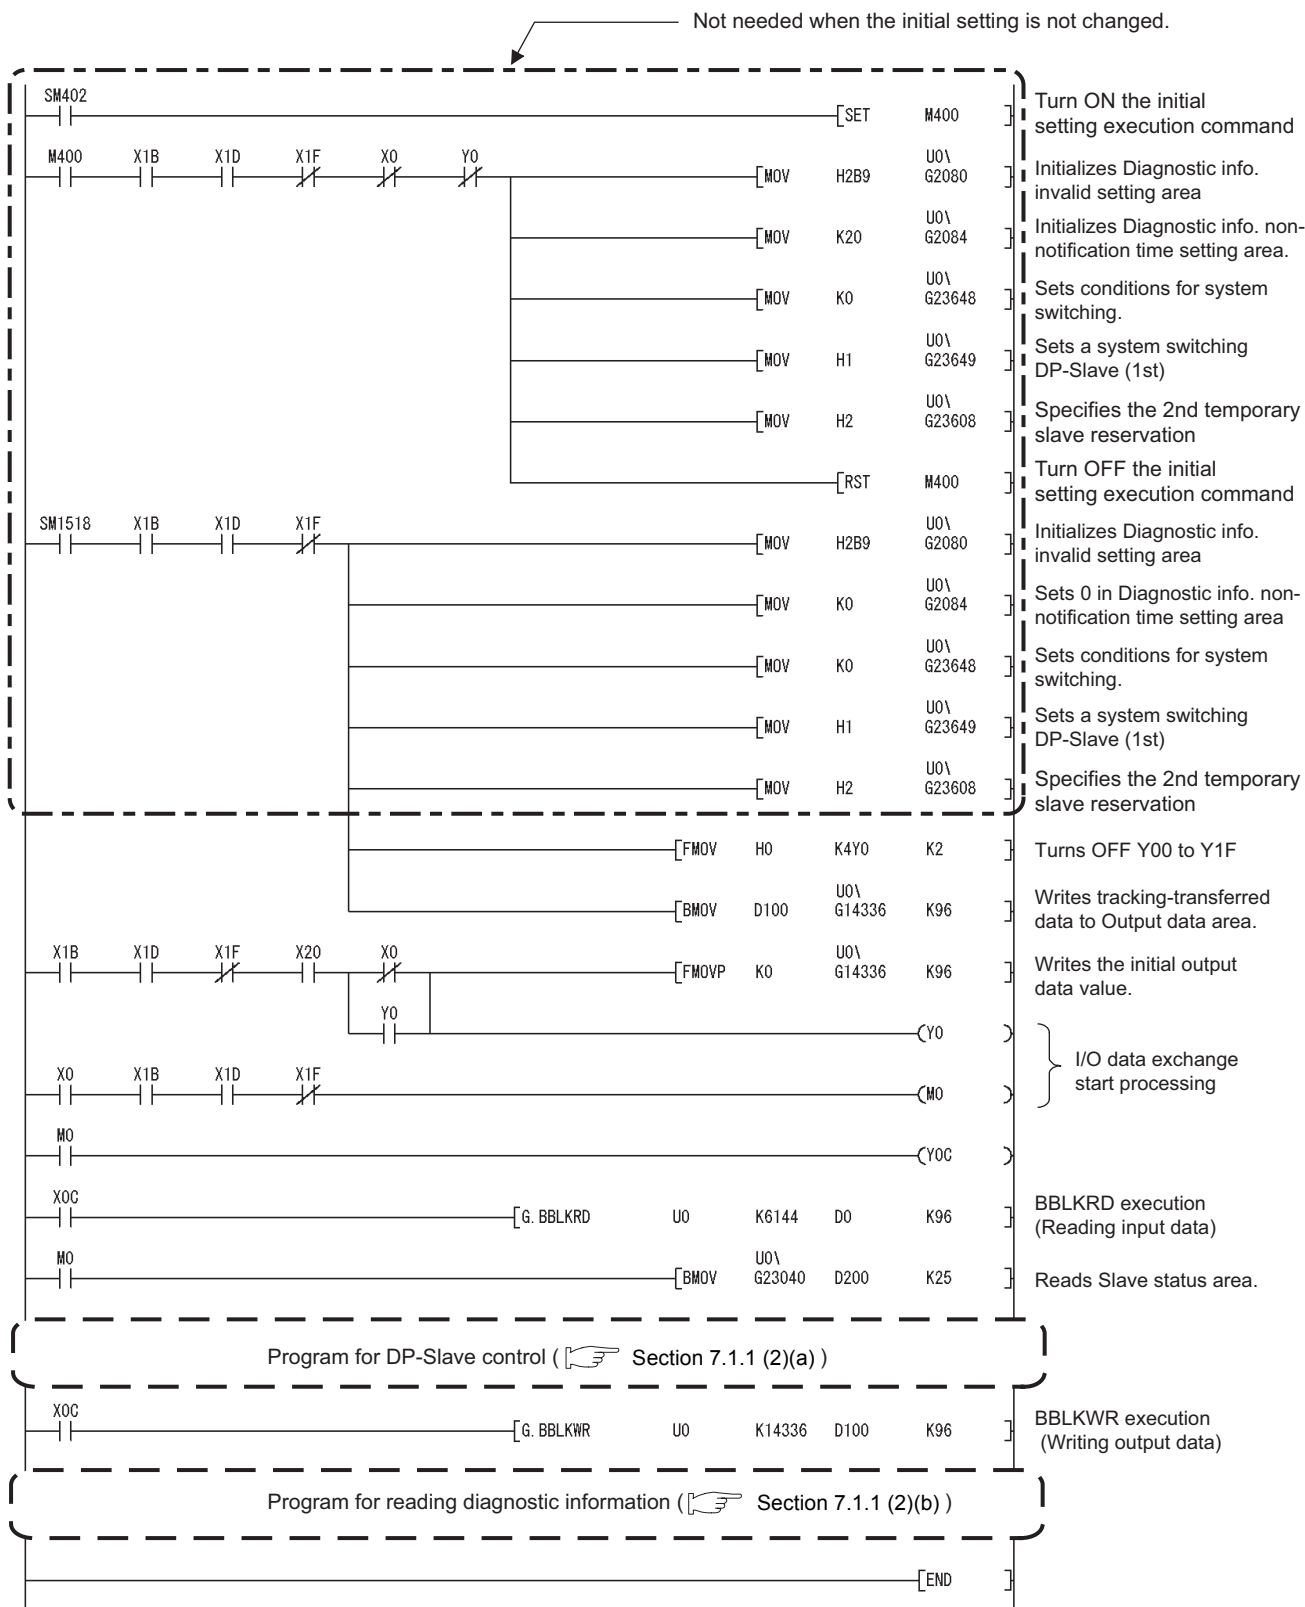 Not needed when the initial setting is not changed.
SM402
SET M400
Turn ON the initial
setting execution command
M400 X1B X1D X1F X0 Y0
MOV H2B9 U0\
G2080
Initializes Diagnostic info.
invalid setting area
MOV K20 U0\
G2084
Initializes Diagnostic info. non-
notification time setting area.
MOV K0 U0\
G23648
Sets conditions for system
switching.
MOV H1 U0\
G23649
Sets a system switching
DP-Slave (1st)
MOV H2 U0\
G23608
Specifies the 2nd temporary
slave reservation
RST M400
Turn OFF the initial
setting execution command
SM1518 X1B X1D X1F
MOV H2B9 U0\
G2080
Initializes Diagnostic info.
invalid setting area
MOV K0 U0\
G2084
Sets 0 in Diagnostic info. non-
notification time setting area
MOV K0 U0\
G23648
Sets conditions for system
switching.
MOV H1 U0\
G23649
Sets a system switching
DP-Slave (1st)
MOV H2 U0\
G23608
Specifies the 2nd temporary
slave reservation
FMOV H0 K4Y0 K2
Turns OFF Y00 to Y1F
BMOV D100 U0\
G14336 K96
Writes tracking-transferred
data to Output data area.
X1B X1D X1F X20 X0
FMOVP K0 U0\
G14336 K96
Writes the initial output
data value.
Y0
Y0
I/O data exchange
start processing
X0 X1B X1D X1F
M0
M0
Y0C
X0C
G.BBLKRD U0 K6144 D0 K96
BBLKRD execution
(Reading input data)
M0
BMOV U0\
G23040 D200 K25
Reads Slave status area.
Program for DP-Slave control ( Section 7.1.1 (2)(a) )
X0C
G.BBLKWR U0 K14336 D100 K96
BBLKWR execution
(Writing output data)
Program for reading diagnostic information ( Section 7.1.1 (2)(b) )
END